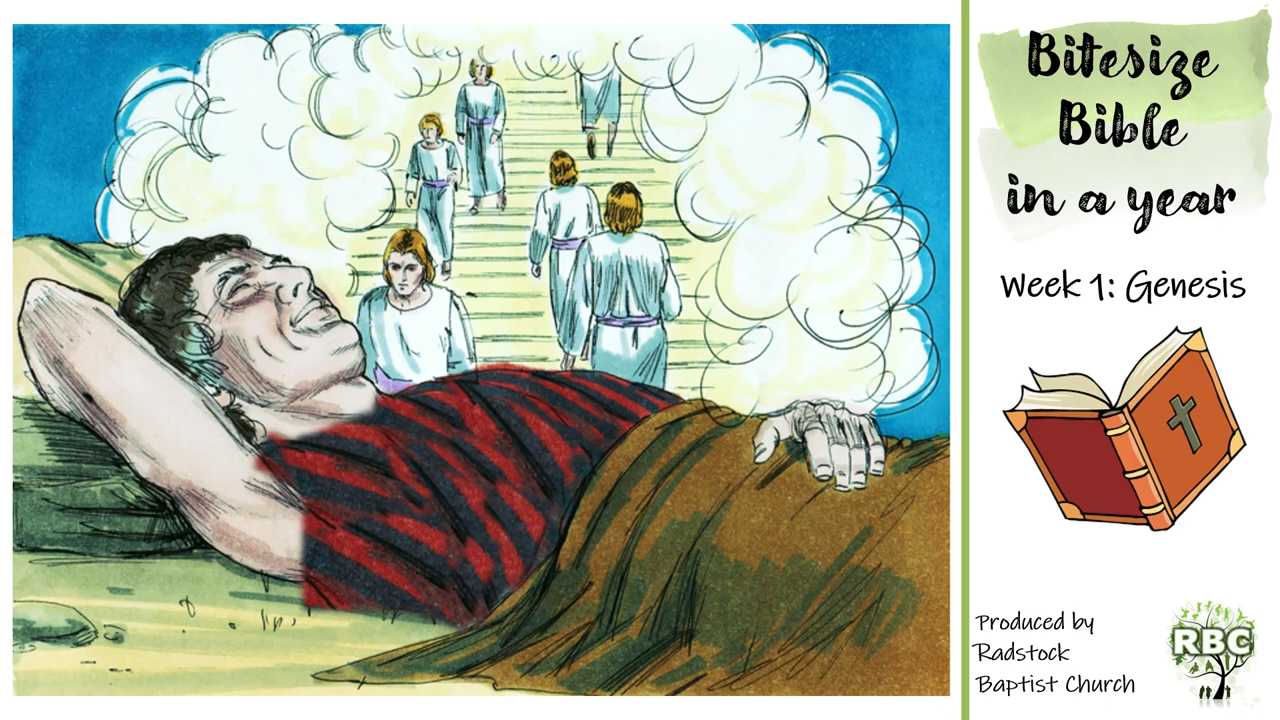 Bitesize
Bible
in a year
Week 1: Genesis
Produced by
Radstock
Baptist Church
RBC